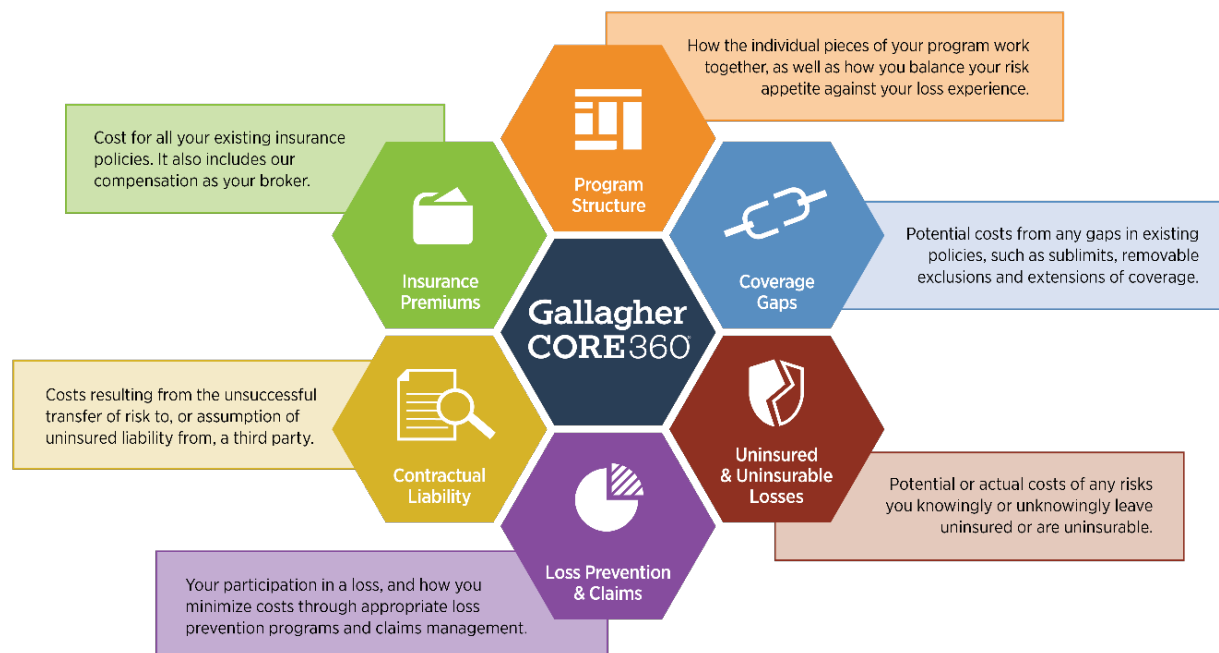 How the individual pieces of your program work
together, as well as how you balance your risk
appetite against your loss experience.
Program
Structure
Cost for all your existing insurance
policies. It also includes our
compensation as your broker.
Insurance
Premiums
Coverage
Gaps
Potential costs from any gaps in existing
policies, such as sublimits, removable
exclusions and extensions of coverage.
Gallagher
CORE360®
Costs resulting from the unsuccessful
transfer of risk to, or assumption of
uninsured liability from, a third party.
Contractual
Liability
Uninsured
& Uninsurable
Losses
Potential or actual costs of any risks
you knowingly or unknowingly leave
uninsured or are uninsurable.
Loss Prevention
& Claims
Your participation in a loss, and how you
minimize costs through appropriate loss
prevention programs and claims management.